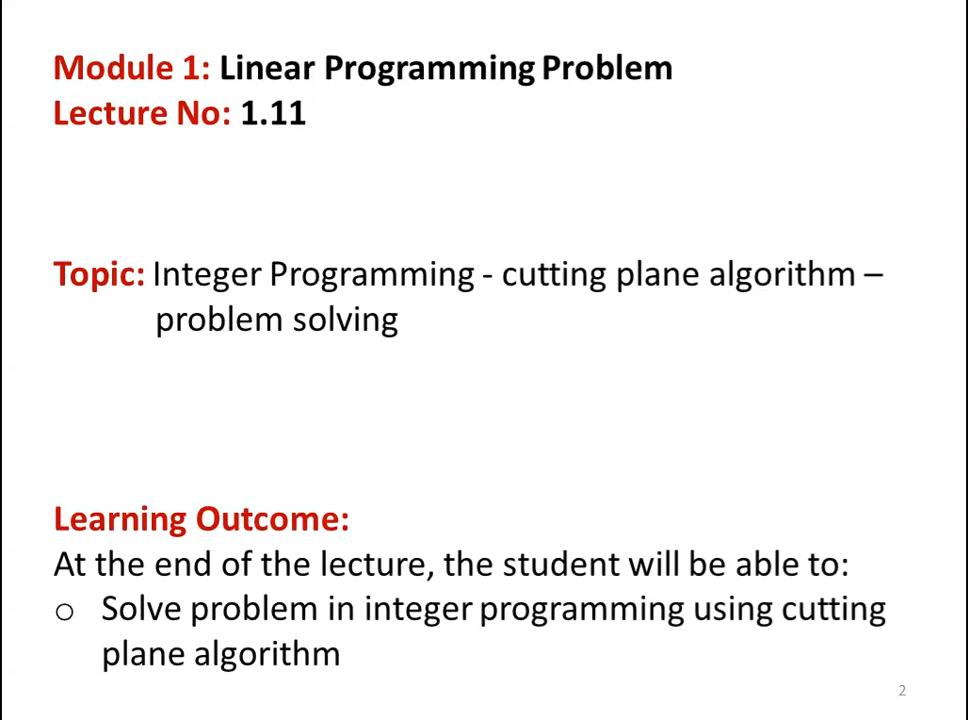 Module 1: Linear Programming Problem
Lecture No: 1.11
Topic: Integer Programming - cutting plane algorithm –
problem solving
Learning Outcome:
At the end of the lecture, the student will be able to:
o Solve problem in integer programming using cutting
plane algorithm
2